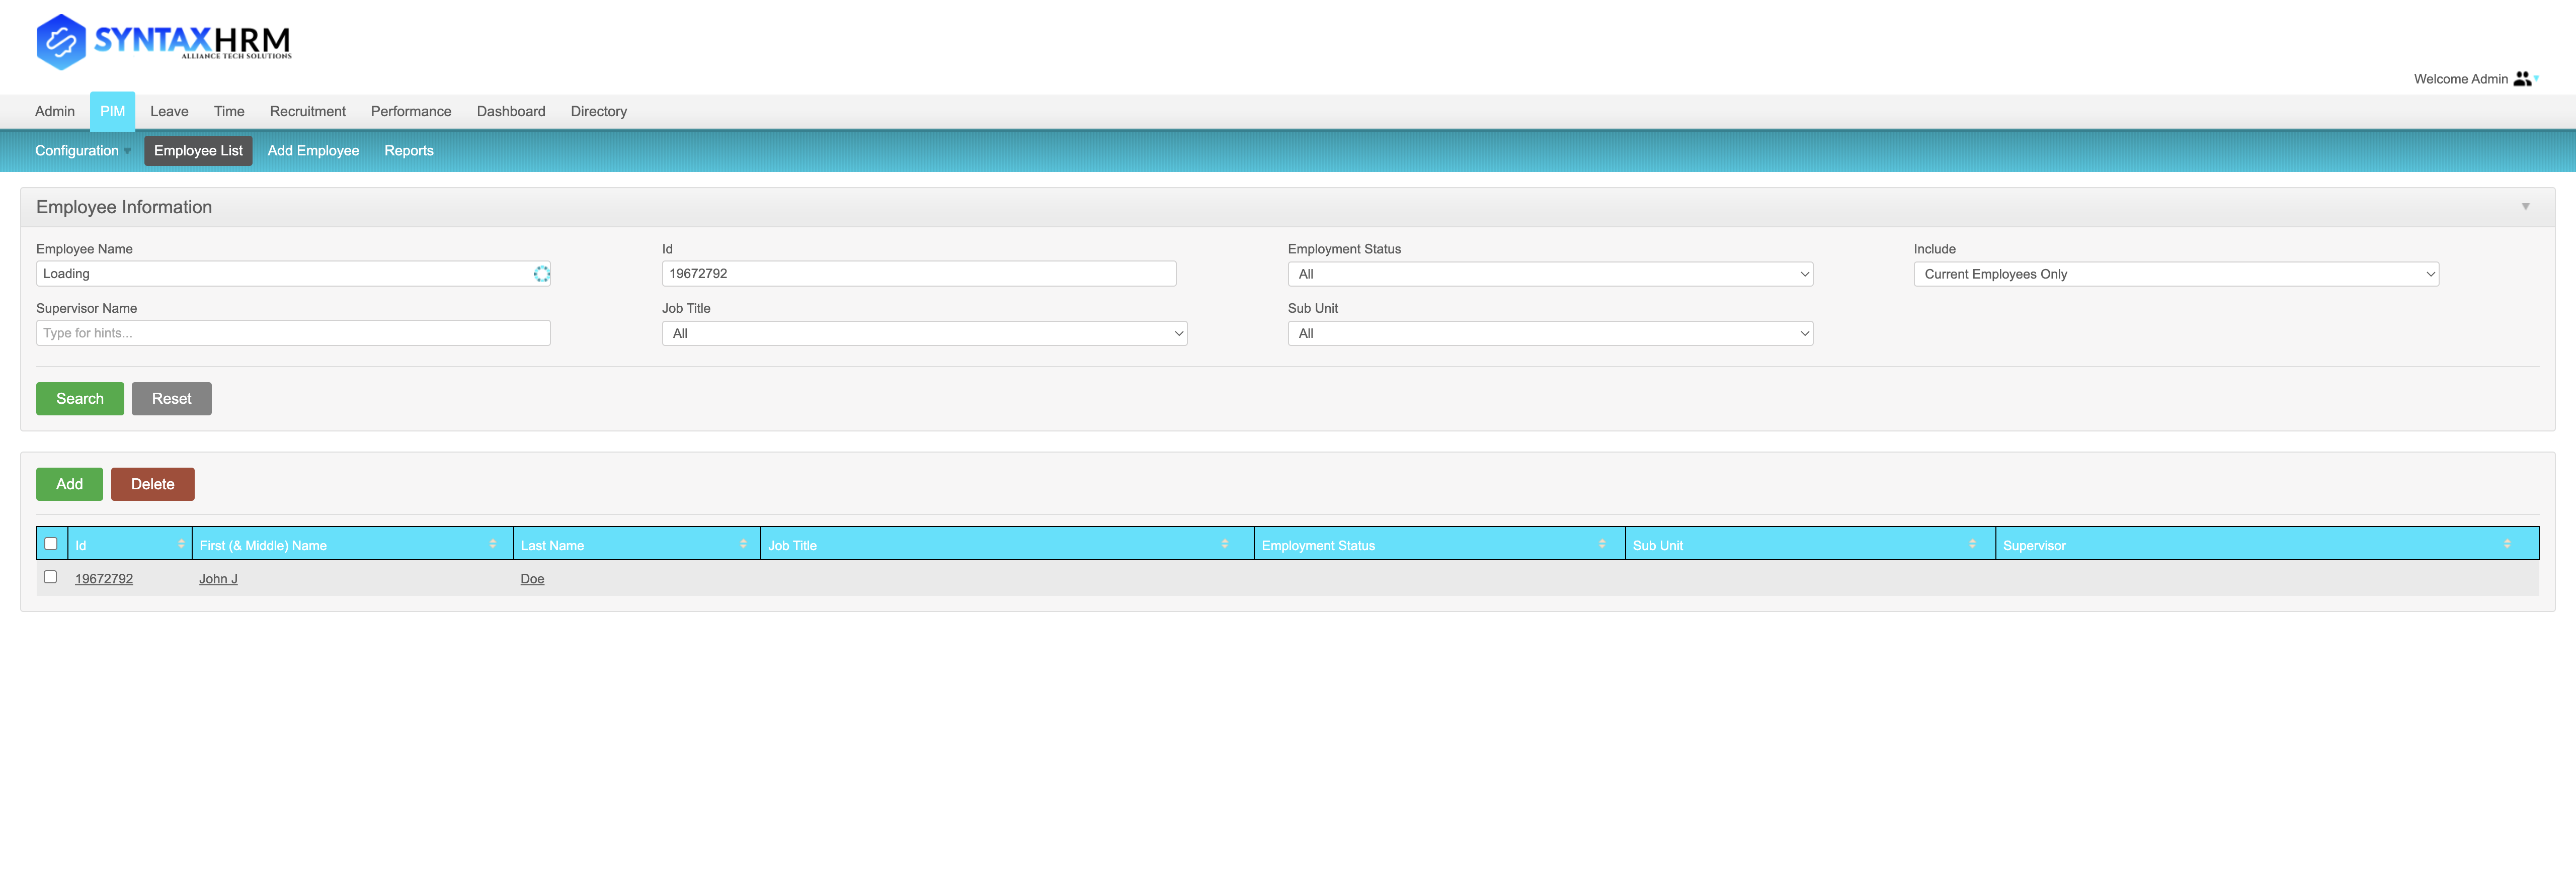 SYNTAXHRM
ALLIANCE TECH SOLUTIONS
Welcome Admin
Admin PIM Leave Time Recruitment Performance Dashboard Directory
Configuration Employee List Add Employee Reports
Employee Information
Employee Name Id Employment Status Include
Loading 19672792 All Current Employees Only
Supervisor Name Job Title Sub Unit
Type for hints... All All
Search Reset
Add Delete
Id First (& Middle) Name Last Name Job Title Employment Status Sub Unit Supervisor
19672792 John J Doe